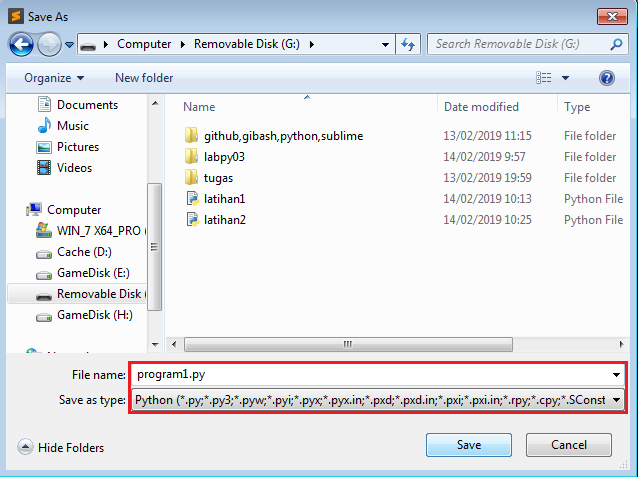 Save As
Computer Removable Disk (G:) Search Removable Disk (G:)
Organize New folder
Documents
Music
Pictures
Videos
Computer
WIN_7 X64_PRO (
Cache (D:)
GameDisk (E:)
Removable Disk (
GameDisk (H:)
Name Date modified Type
github,gibash,python,sublime 13/02/2019 11:15 File folder
labpy03 14/02/2019 9:57 File folder
tugas 13/02/2019 19:59 File folder
latihan1 14/02/2019 10:13 Python File
latihan2 14/02/2019 10:25 Python File
File name: program1.py
Save as type: Python (*.py;*.py3;*.pyw;*.pyi;*.pyx;*.pyx.in;*.pxd;*.pxd.in;*.pxi;*.pxi.in;*.rpy;*.cpy;*.SConst
Hide Folders Save Cancel